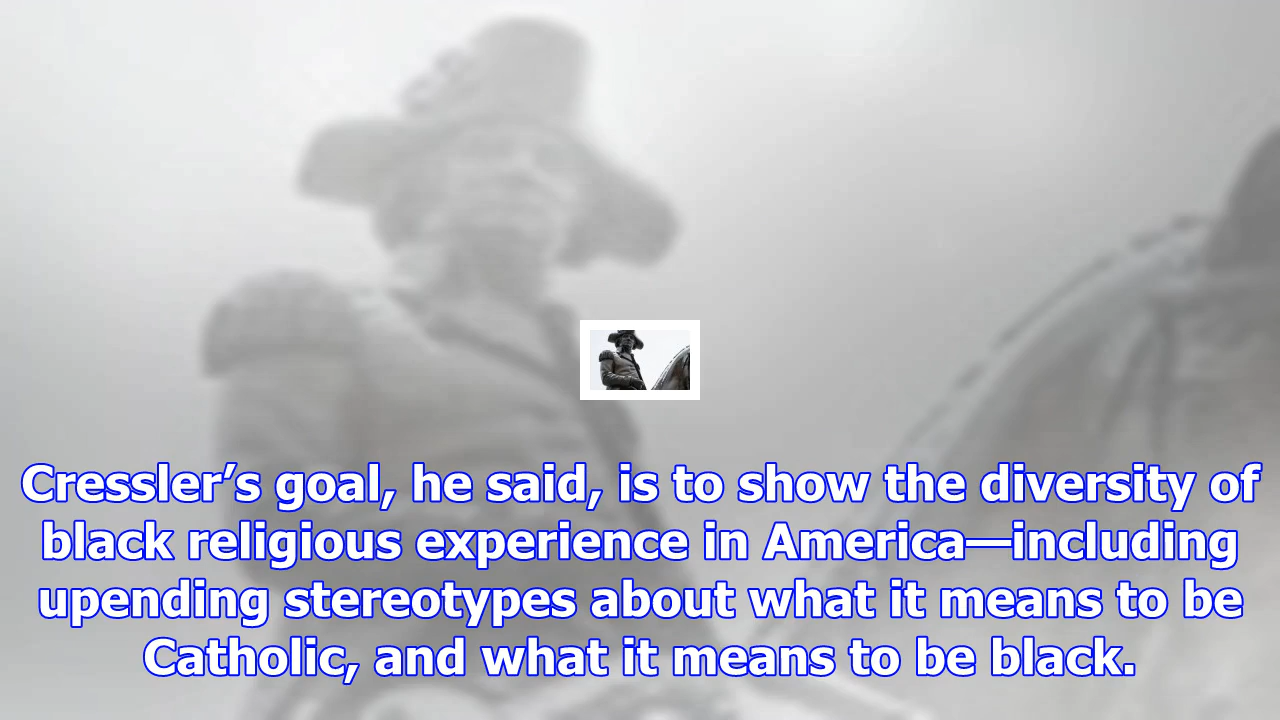 Cressler’s goal, he said, is to show the diversity of
black religious experience in America—including
upending stereotypes about what it means to be
Catholic, and what it means to be black.